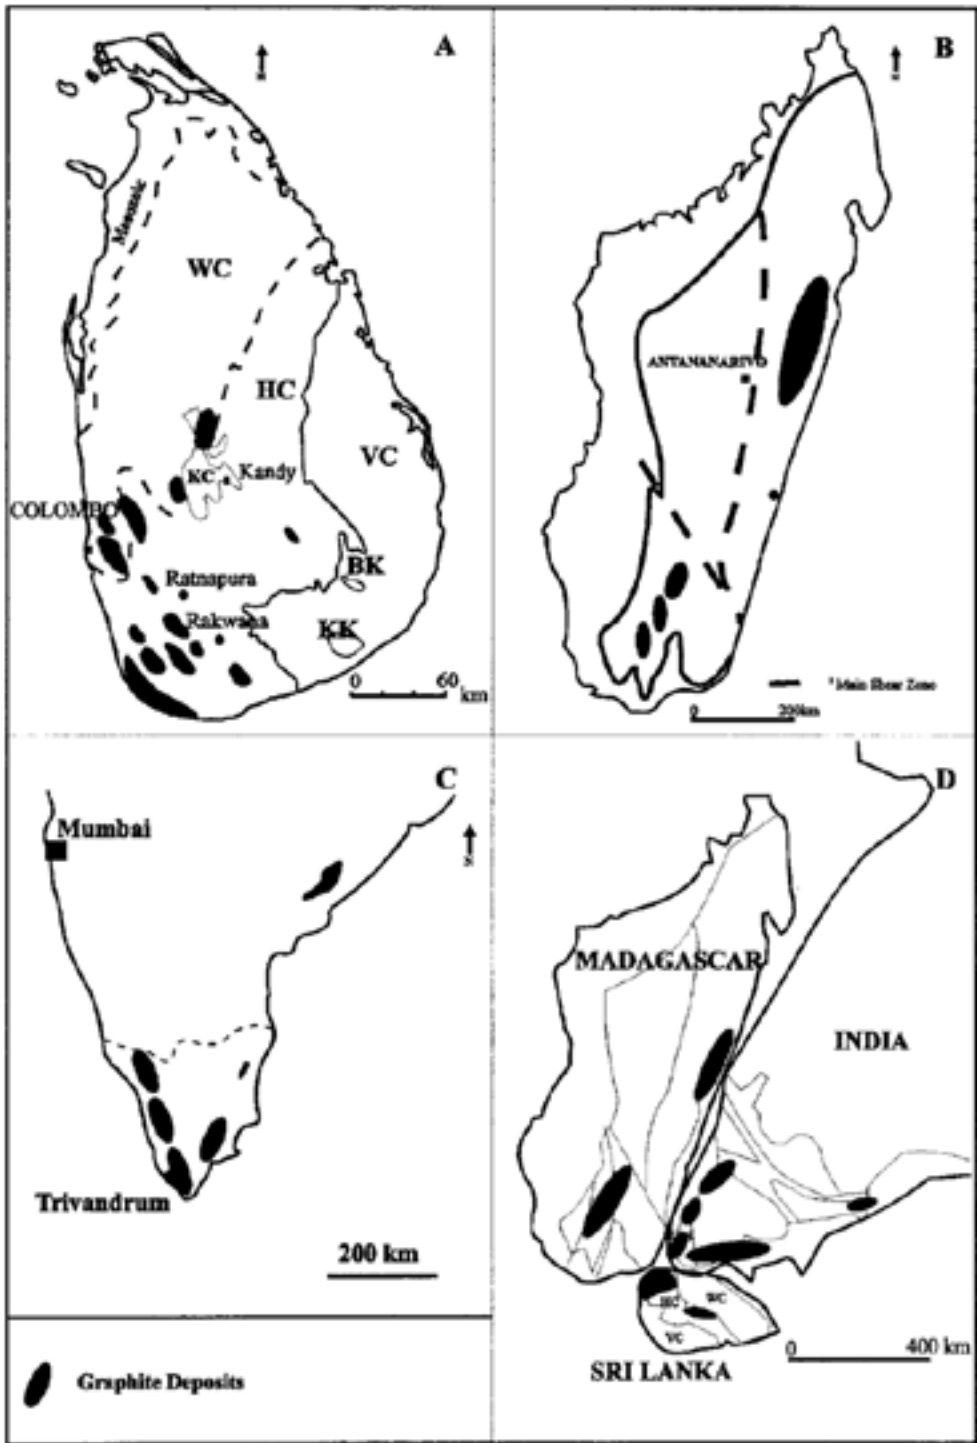 A
N
Mesozoic
WC
HC
VC
KC
Kandy
COLOMBO
BK
Ratnapura
Rakwana
KK
0 60
km
B
N
ANTANANARIVO
Main Shear Zone
0 200km
C
N
Mumbai
Trivandrum
200 km
Graphite Deposits
D
MADAGASCAR
INDIA
HC
WC
VC
SRI LANKA
0 400 km